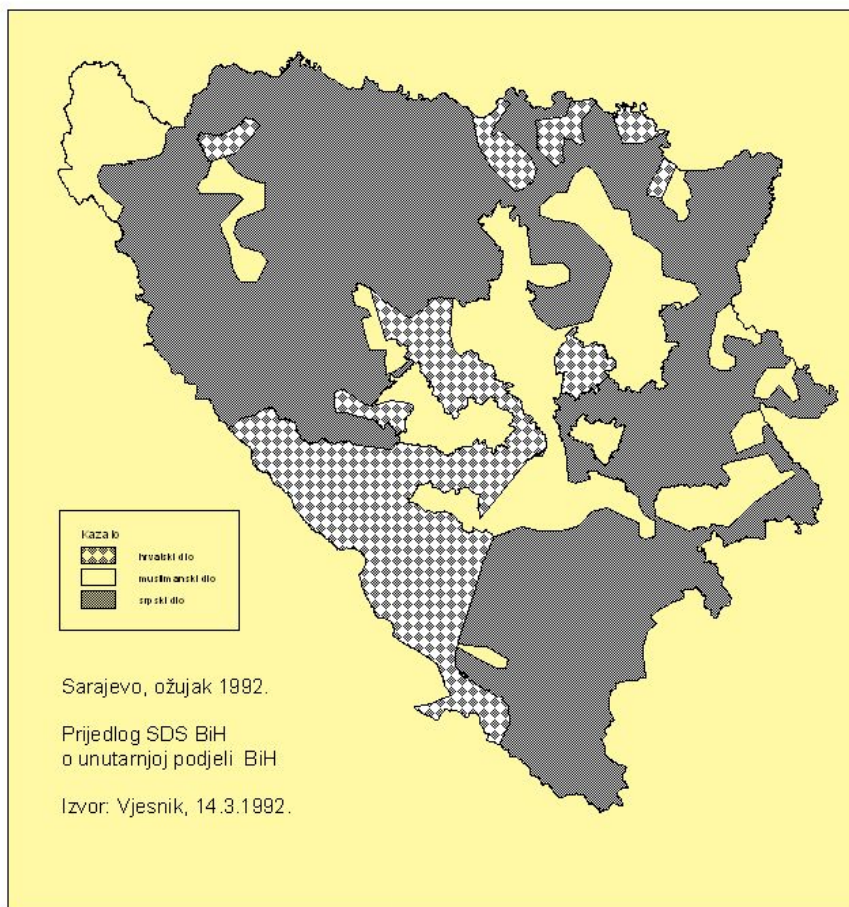 Kazalo
hrvatski dio
muslimanski dio
srpski dio
Sarajevo, ožujak 1992.
Prijedlog SDS BiH
o unutarnjoj podjeli BiH
Izvor: Vjesnik, 14.3.1992.